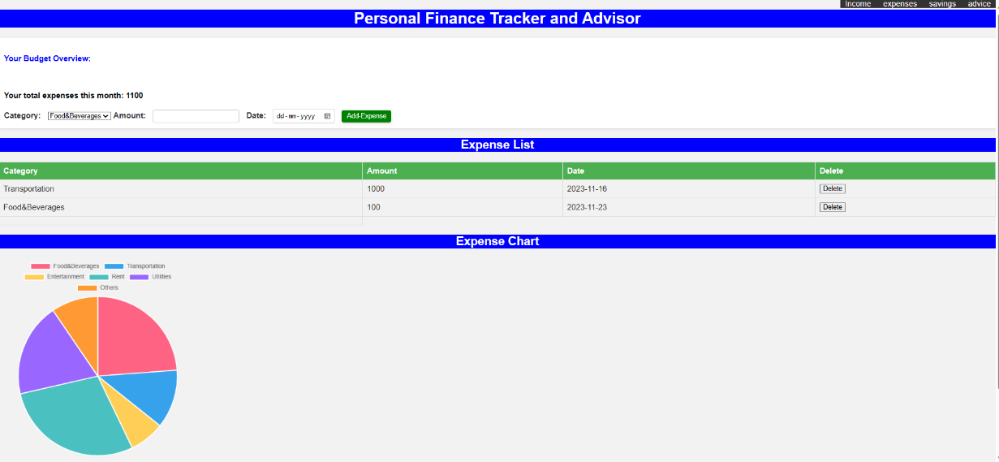 Income expenses savings advice
Personal Finance Tracker and Advisor
Your Budget Overview:
Your total expenses this month: 1100
Category: Food&Beverages Amount: Date: dd-mm-yyyy Add-Expense
Expense List
Category Amount Date Delete
Transportation 1000 2023-11-16 Delete
Food&Beverages 100 2023-11-23 Delete
Expense Chart
Food&Beverages Transportation
Entertainment Rent Utilities
Others